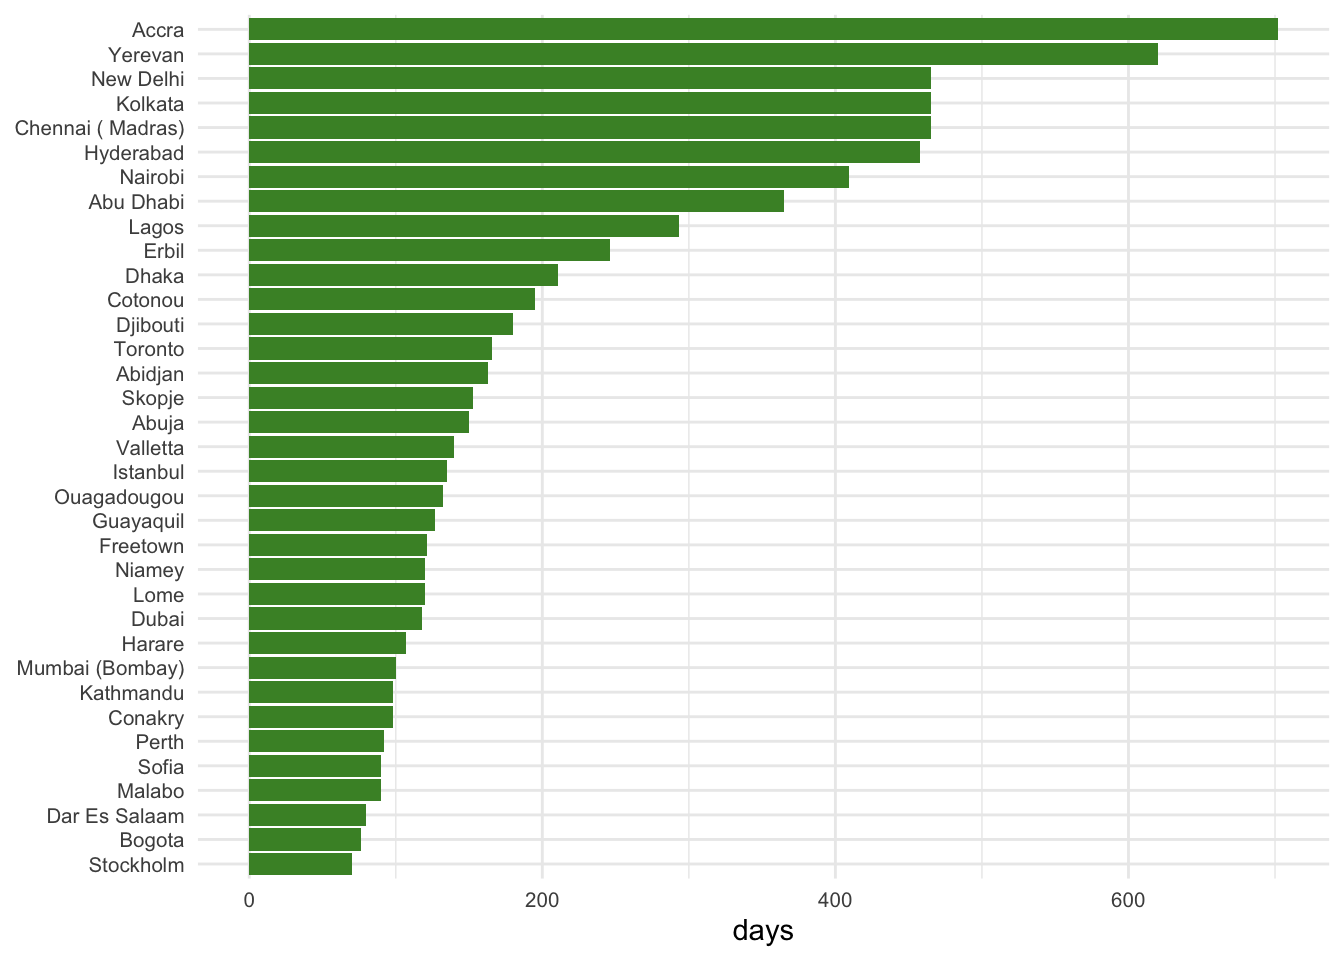 Accra
Yerevan
New Delhi
Kolkata
Chennai ( Madras)
Hyderabad
Nairobi
Abu Dhabi
Lagos
Erbil
Dhaka
Cotonou
Djibouti
Toronto
Abidjan
Skopje
Abuja
Valletta
Istanbul
Ouagadougou
Guayaquil
Freetown
Niamey
Lome
Dubai
Harare
Mumbai (Bombay)
Kathmandu
Conakry
Perth
Sofia
Malabo
Dar Es Salaam
Bogota
Stockholm
0 200 400 600
days